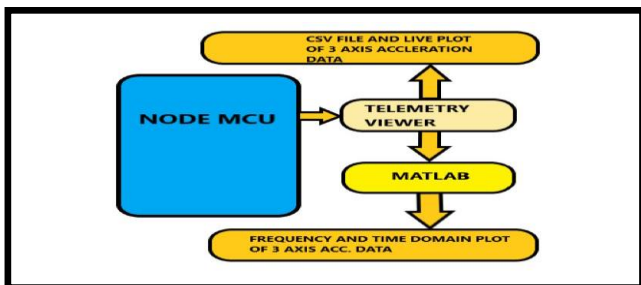 CSV FILE AND LIVE PLOT
OF 3 AXIS ACCLERATION
DATA
NODE MCU
TELEMETRY
VIEWER
MATLAB
FREQUENCY AND TIME DOMAIN PLOT
OF 3 AXIS ACC. DATA